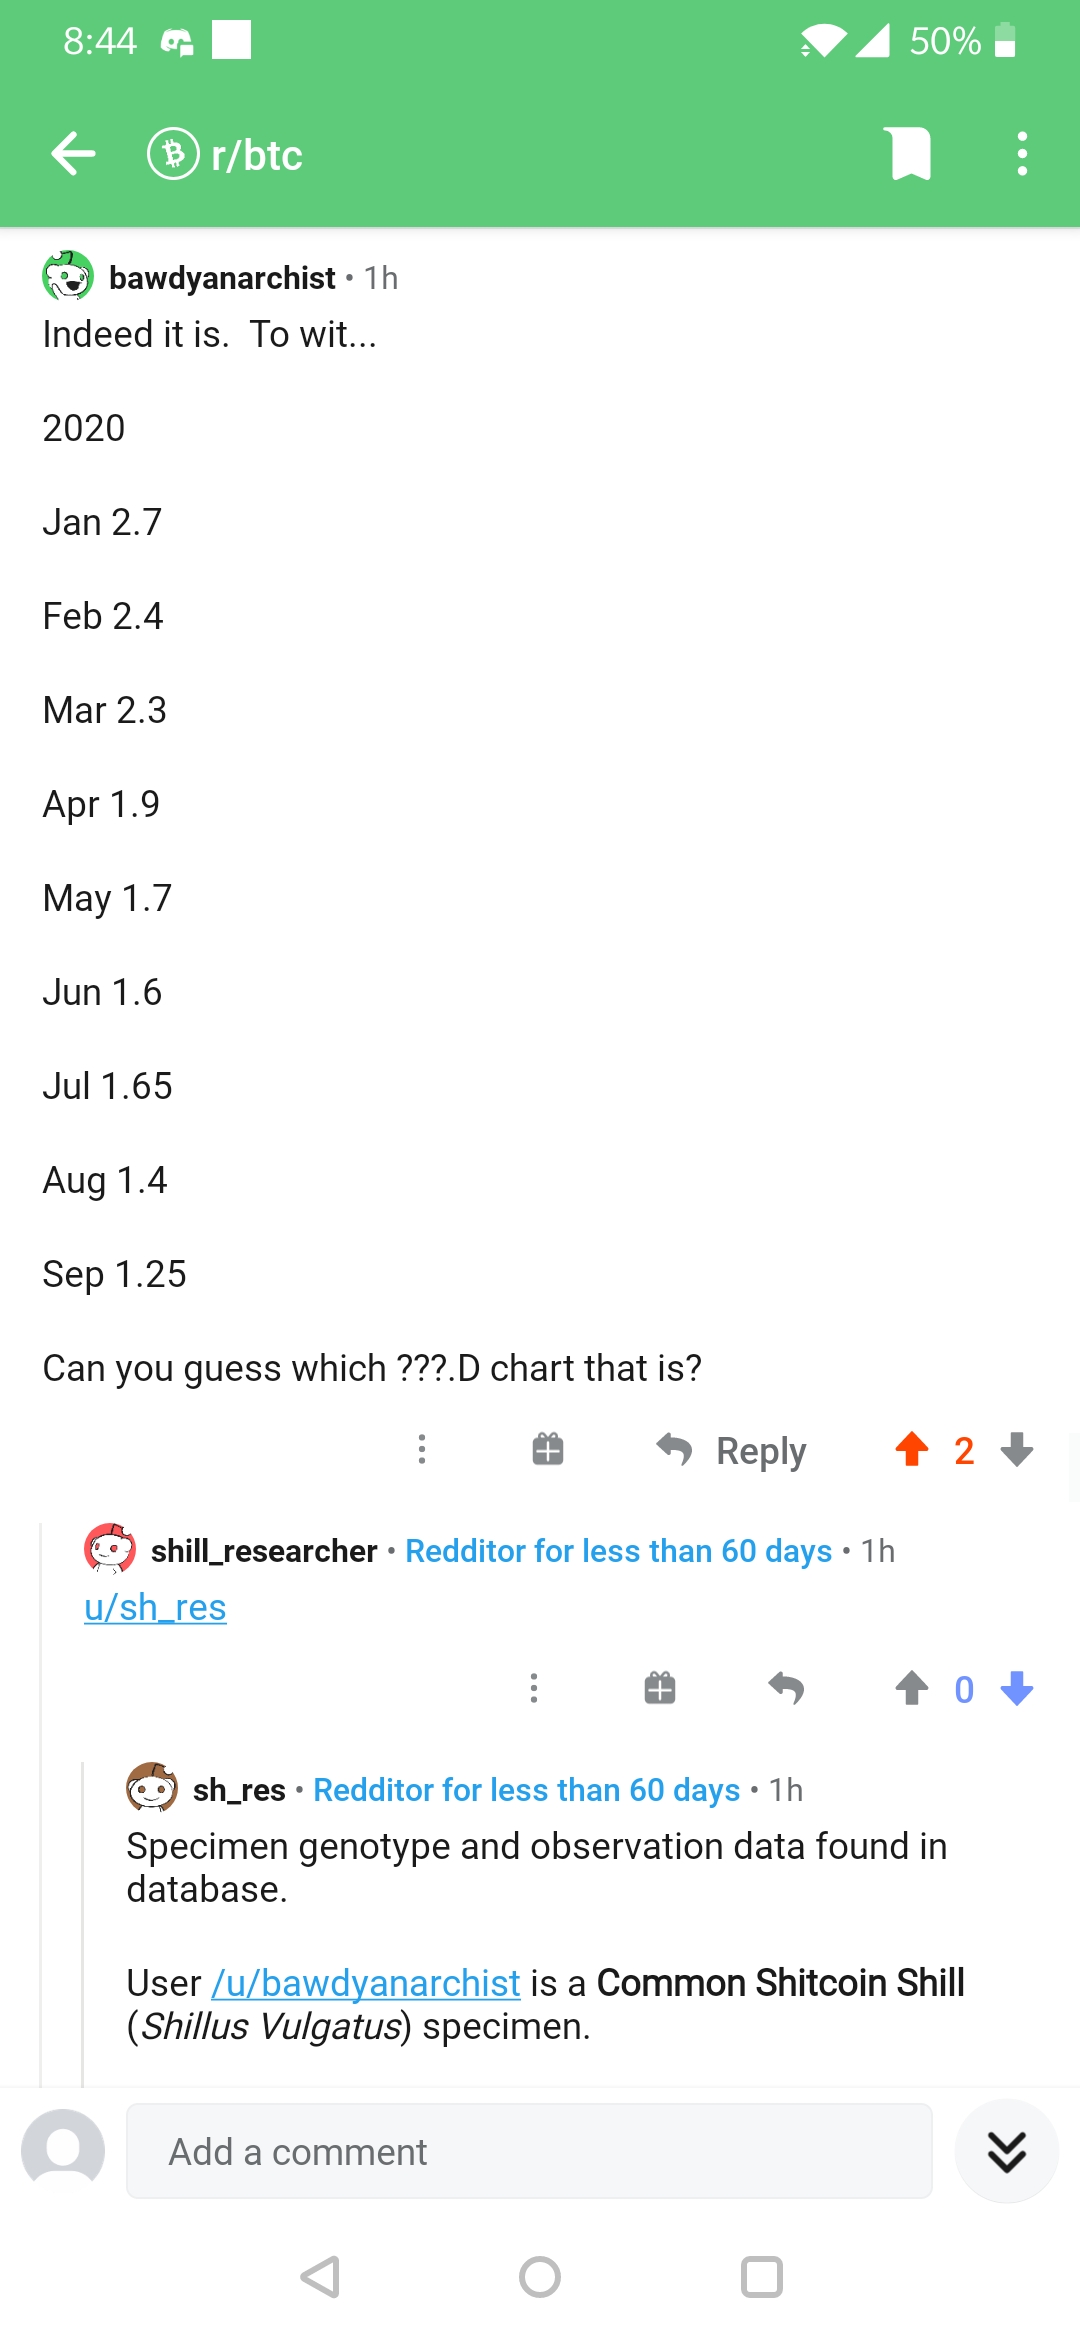 8:44
50%
r/btc
bawdyanarchist • 1h
Indeed it is.  To wit...
2020
Jan 2.7
Feb 2.4
Mar 2.3
Apr 1.9
May 1.7
Jun 1.6
Jul 1.65
Aug 1.4
Sep 1.25
Can you guess which ???.D chart that is?
Reply 2
shill_researcher • Redditor for less than 60 days • 1h
u/sh_res
0
sh_res • Redditor for less than 60 days • 1h
Specimen genotype and observation data found in
database.
User /u/bawdyanarchist is a Common Shitcoin Shill
(Shillus Vulgatus) specimen.
Add a comment